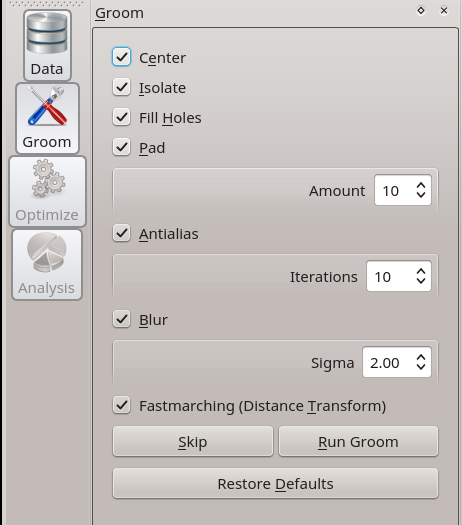 Groom
Data
Groom
Optimize
Analysis
Center
Isolate
Fill Holes
Pad
Amount 10
Antialias
Iterations 10
Blur
Sigma 2.00
Fastmarching (Distance Transform)
Skip Run Groom
Restore Defaults